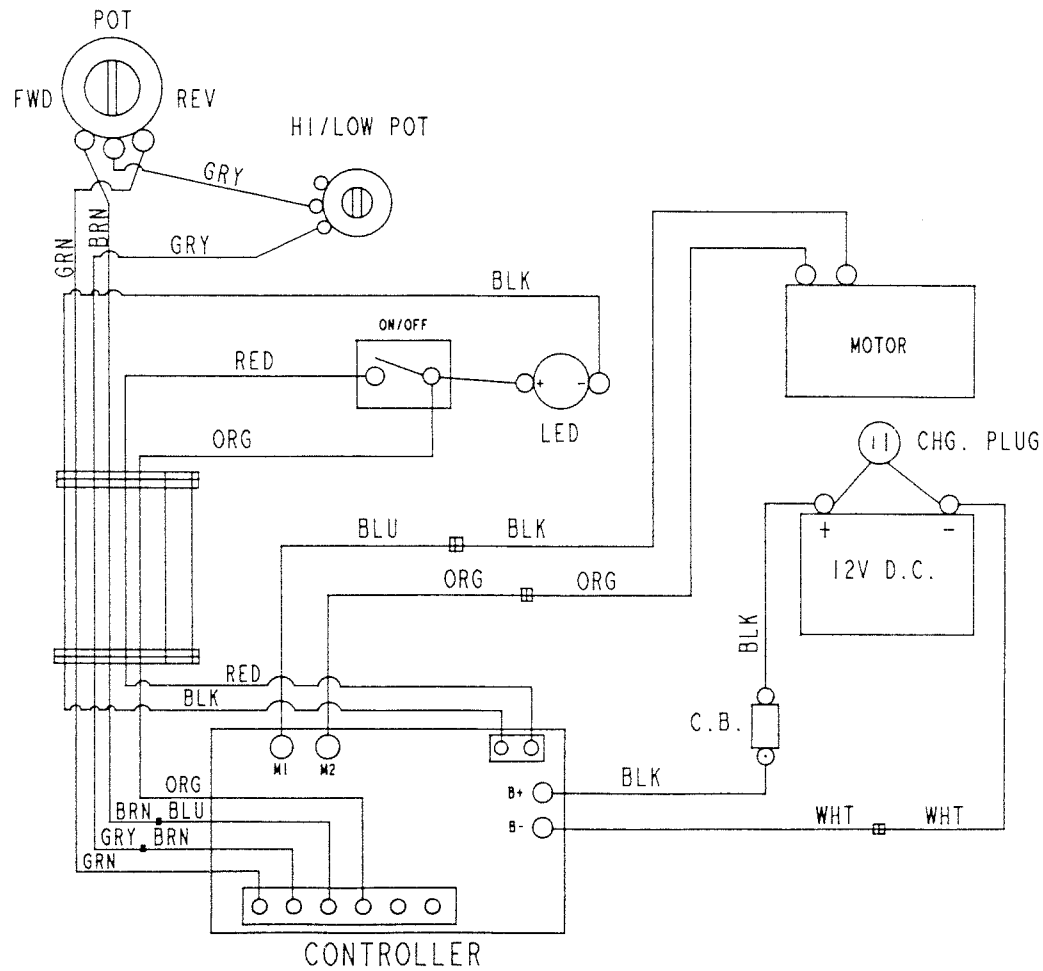 POT
FWD
REV
HI/LOW POT
GRY
BRN
GRN
GRY
BLK
ON/OFF
RED
MOTOR
+
-
LED
ORG
CHG. PLUG
+
-
BLU
BLK
12V D.C.
ORG
ORG
BLK
RED
BLK
C.B.
M1
M2
ORG
B+
BLK
BRN
BLU
B-
WHT
WHT
GRY
BRN
GRN
CONTROLLER